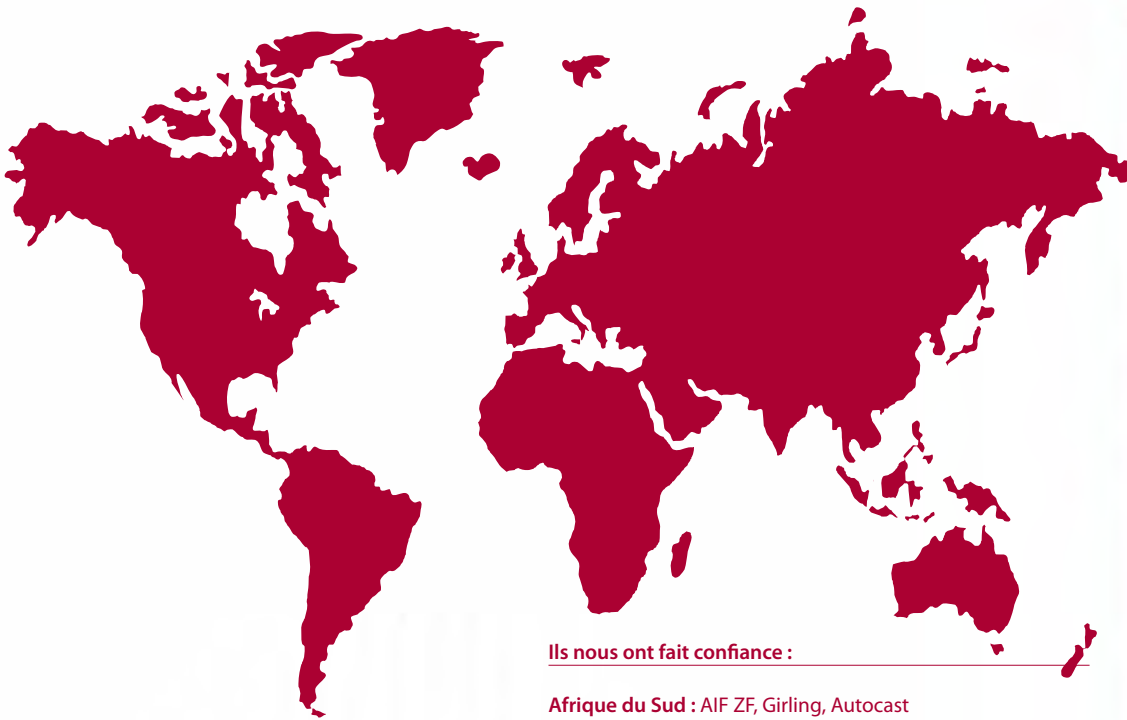 Ils nous ont fait confiance :
Afrique du Sud : AIF ZF, Girling, Autocast